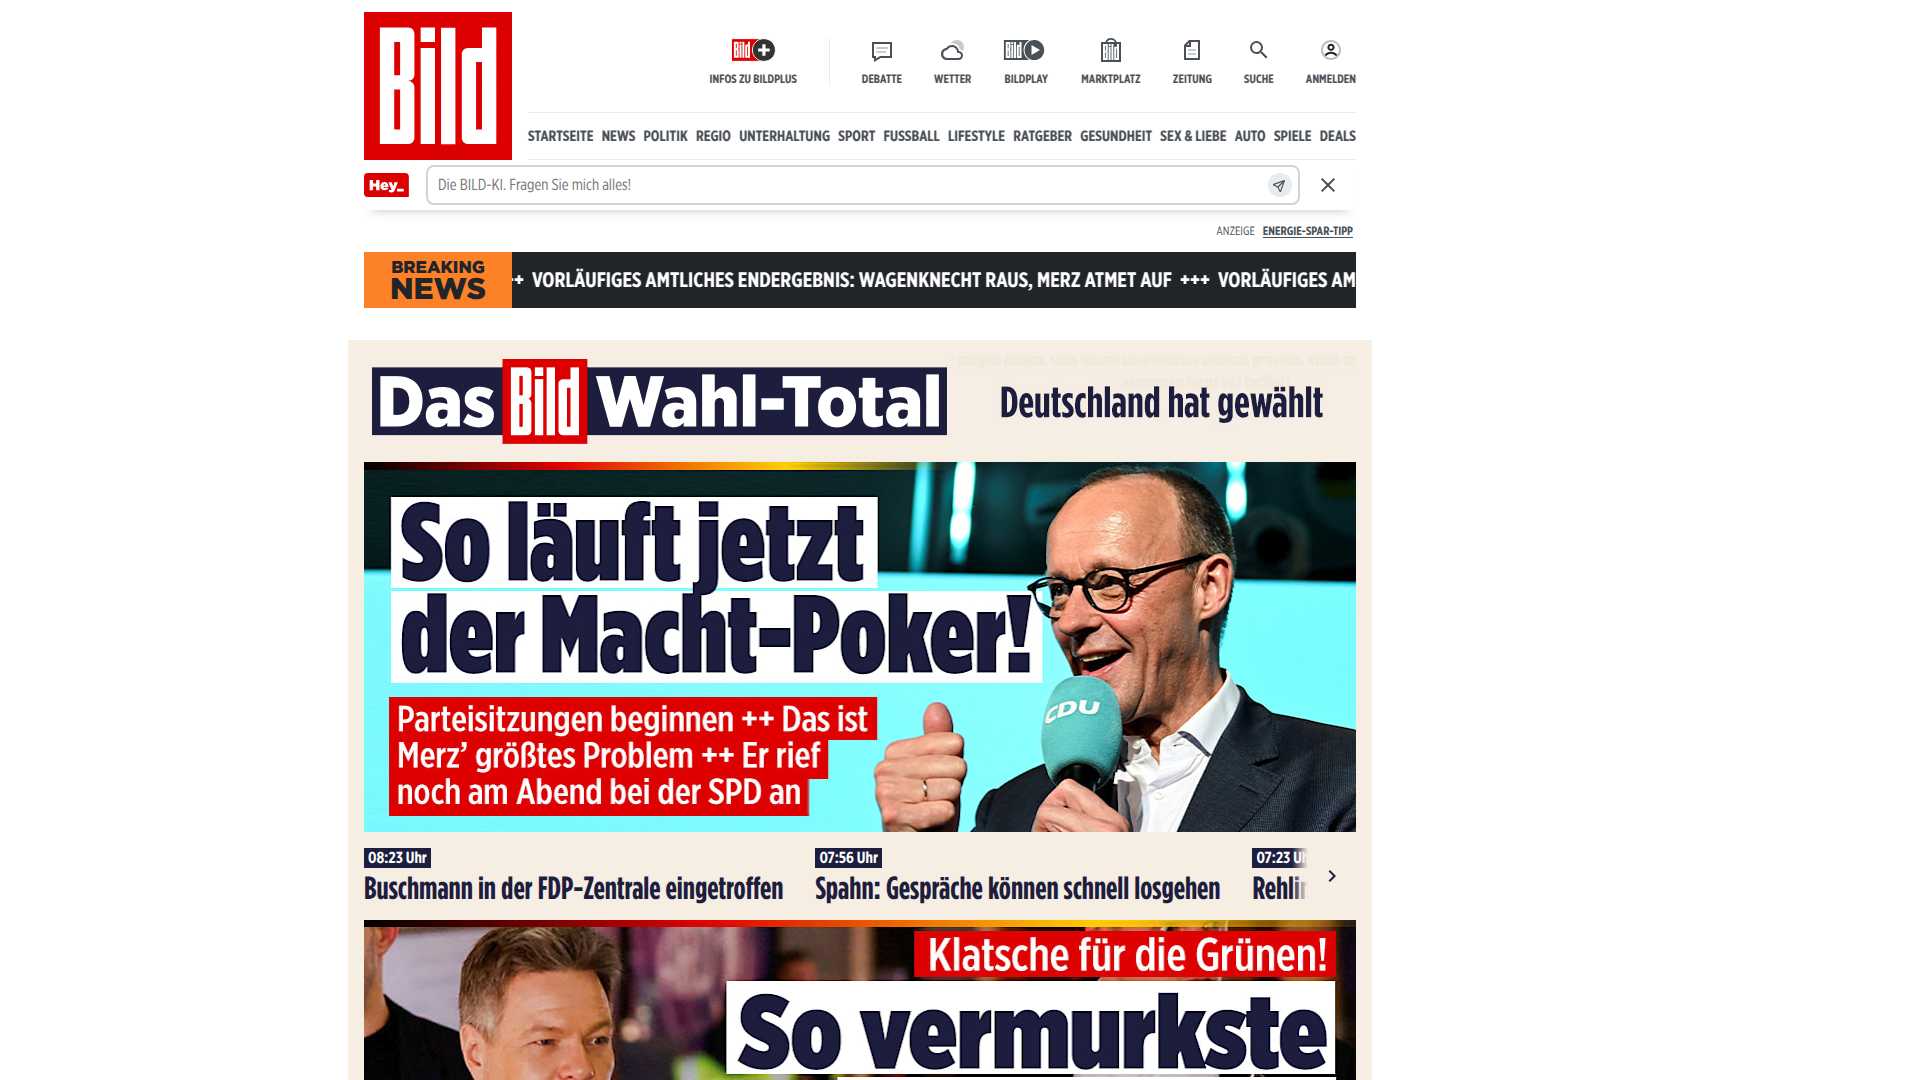 Bild
Bild
INFOS ZU BILDPLUS
DEBATTE
WETTER
Bild
BILDPLAY
Bild
MARKTPLATZ
ZEITUNG
SUCHE
ANMELDEN
STARTSEITE NEWS POLITIK REGIO UNTERHALTUNG SPORT FUSSBALL LIFESTYLE RATGEBER GESUNDHEIT SEX & LIEBE AUTO SPIELE DEALS
Hey_
Die BILD-KI. Fragen Sie mich alles!
ANZEIGE ENERGIE-SPAR-TIPP
BREAKING
NEWS
VORLÄUFIGES AMTLICHES ENDERGEBNIS: WAGENKNECHT RAUS, MERZ ATMET AUF +++ VORLÄUFIGES AM
Das Bild Wahl-Total
Deutschland hat gewählt
So läuft jetzt
der Macht-Poker!
Parteisitzungen beginnen ++ Das ist
Merz’ größtes Problem ++ Er rief
noch am Abend bei der SPD an
CDU
08:23 Uhr
Buschmann in der FDP-Zentrale eingetroffen
07:56 Uhr
Spahn: Gespräche können schnell losgehen
07:23 Uh
Rehlin
Klatsche für die Grünen!
So vermurkste